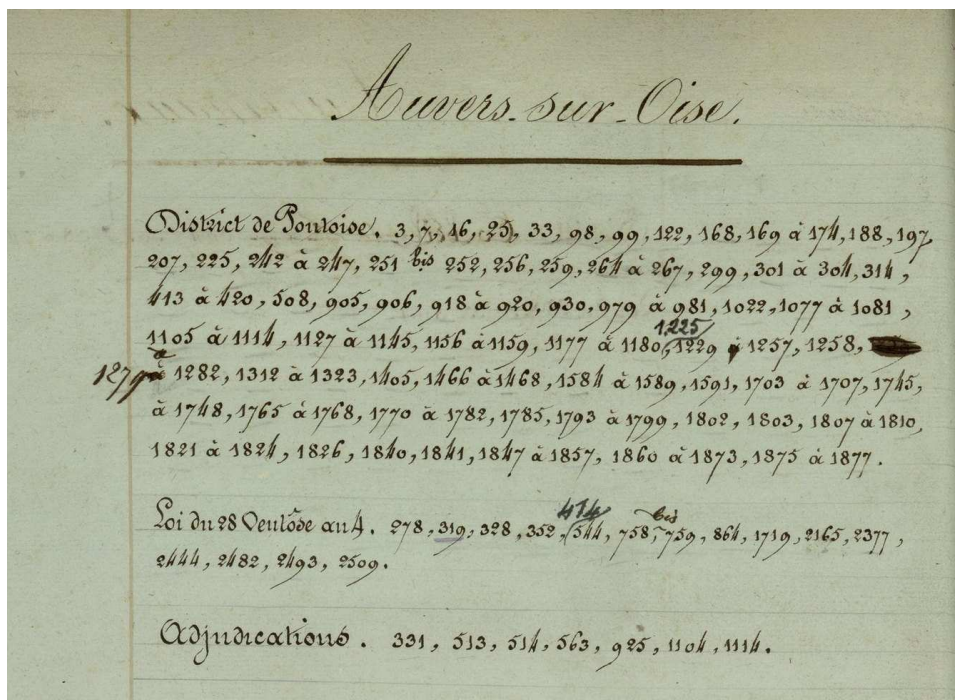 Auvers-sur-Oise.
District de Pontoise. 3, 7, 16, 25, 33, 98, 99, 122, 168, 169 à 174, 188, 197,
207, 225, 242 à 247, 251 bis 252, 256, 259, 264 à 267, 299, 301 à 304, 314,
413 à 420, 508, 905, 906, 918 à 920, 930, 979 à 981, 1022, 1077 à 1081,
1225
1105 à 1114, 1127 à 1145, 1156 à 1159, 1177 à 1180, 1229 à 1257, 1258,
1279 à 1282, 1312 à 1323, 1405, 1466 à 1468, 1584 à 1589, 1591, 1703 à 1707, 1745,
à 1748, 1765 à 1768, 1770 à 1782, 1785, 1793 à 1799, 1802, 1803, 1807 à 1810,
1821 à 1824, 1826, 1840, 1841, 1847 à 1857, 1860 à 1873, 1875 à 1877.
474 bis
Loi du 28 Ventôse an 4. 278, 319, 328, 352, 544, 758, 759, 864, 1719, 2165, 2377,
2444, 2482, 2493, 2509.
Adjudications. 331, 513, 514, 563, 925, 1104, 1114.